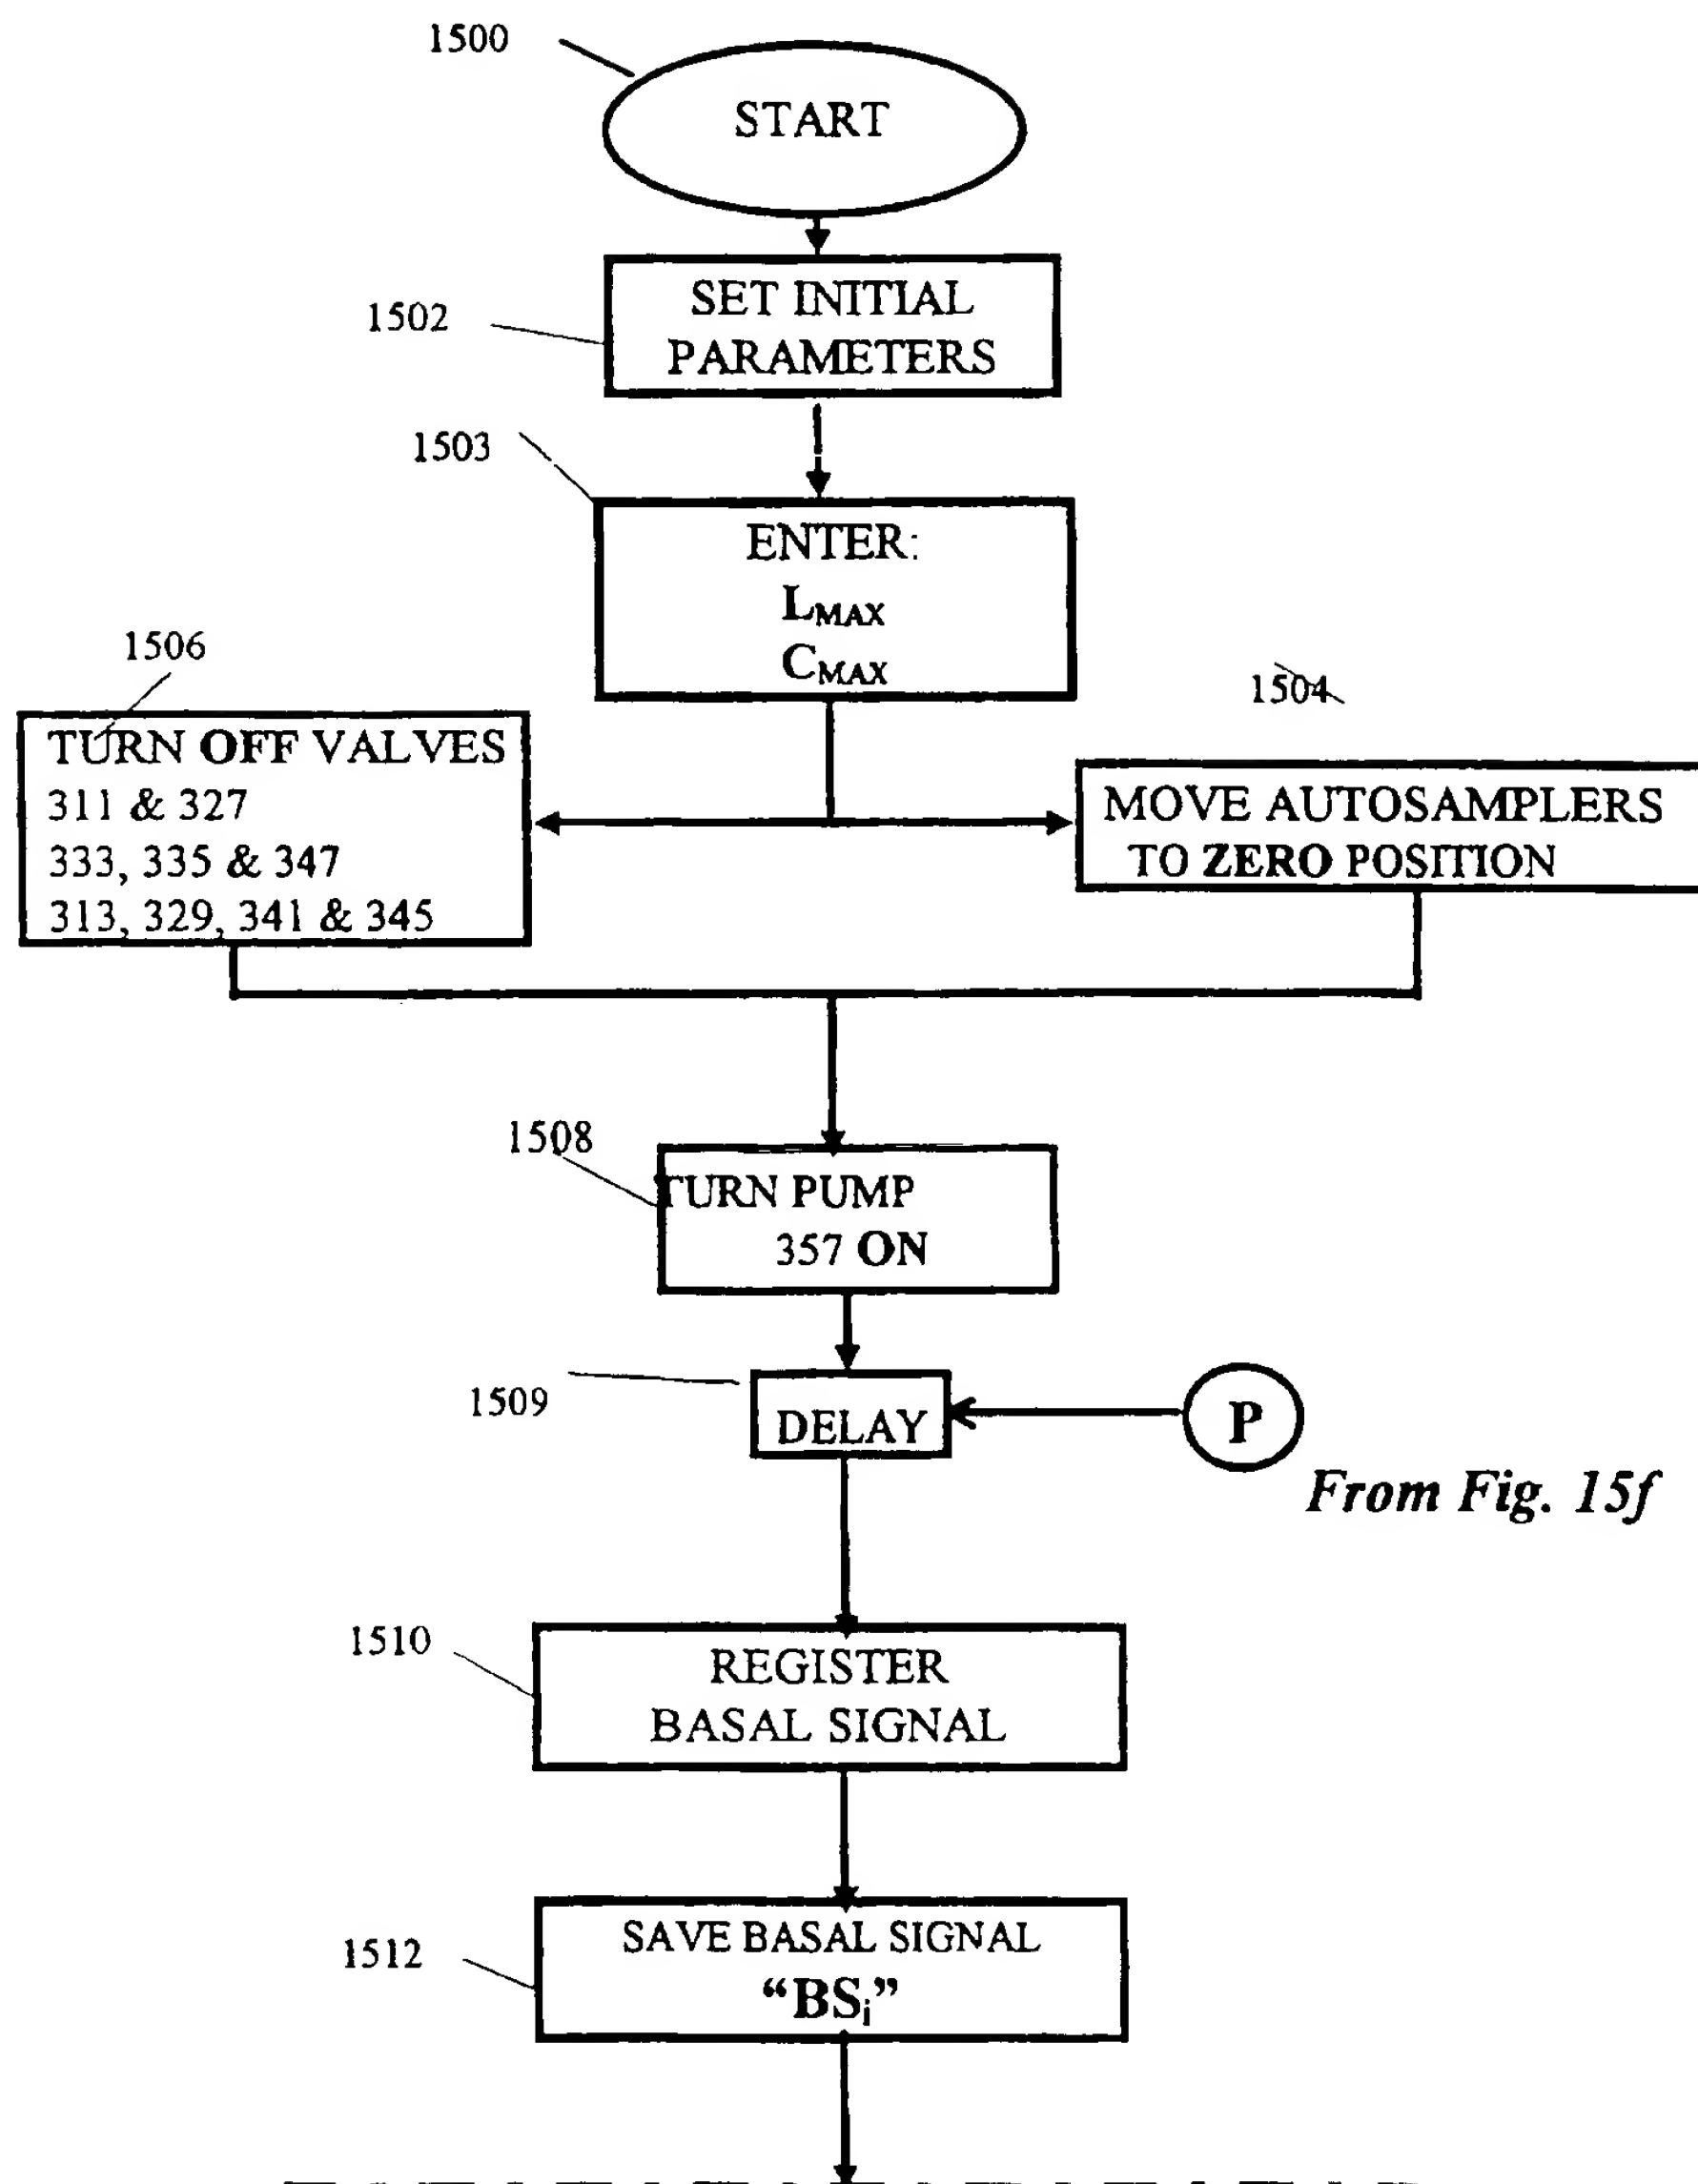 1500
START
1502
SET INITIAL
PARAMETERS
1503
ENTER:
LMAX
CMAX
1506
TURN OFF VALVES
311 & 327
333, 335 & 347
313, 329, 341 & 345
1504
MOVE AUTOSAMPLERS
TO ZERO POSITION
1508
TURN PUMP
357 ON
1509
DELAY
P
From Fig. 15f
1510
REGISTER
BASAL SIGNAL
1512
SAVE BASAL SIGNAL
“BSi”